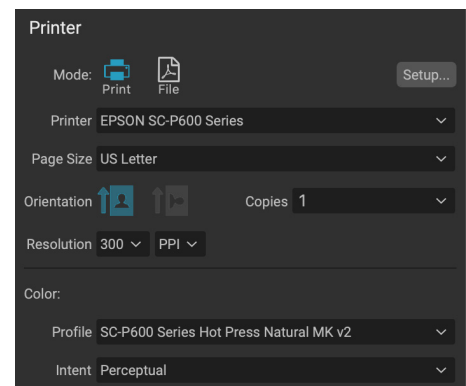 Printer
Mode: Print File Setup...
Printer EPSON SC-P600 Series
Page Size US Letter
Orientation Copies 1
Resolution 300 PPI
Color:
Profile SC-P600 Series Hot Press Natural MK v2
Intent Perceptual